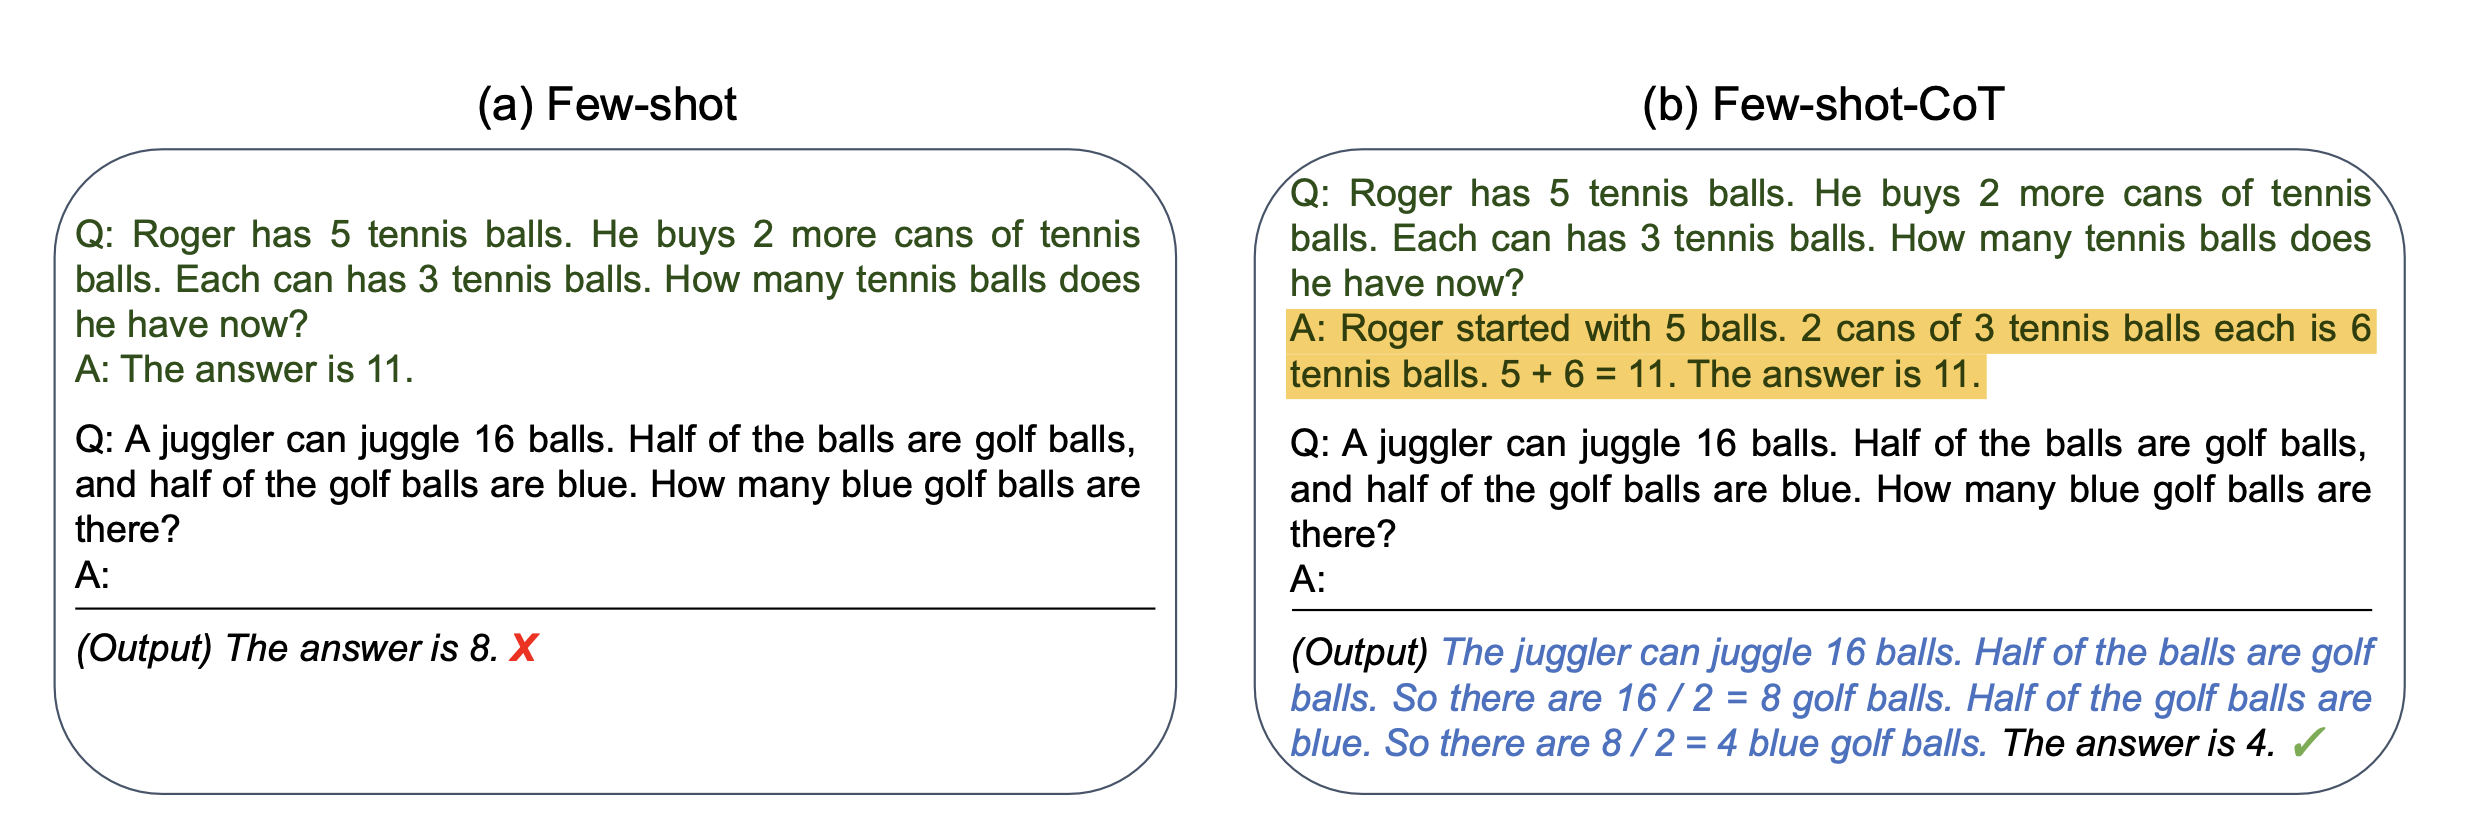 (a) Few-shot
Q: Roger has 5 tennis balls. He buys 2 more cans of tennis
balls. Each can has 3 tennis balls. How many tennis balls does
he have now?
A: The answer is 11.
Q: A juggler can juggle 16 balls. Half of the balls are golf balls,
and half of the golf balls are blue. How many blue golf balls are
there?
A:
(Output) The answer is 8. X
(b) Few-shot-CoT
Q: Roger has 5 tennis balls. He buys 2 more cans of tennis
balls. Each can has 3 tennis balls. How many tennis balls does
he have now?
A: Roger started with 5 balls. 2 cans of 3 tennis balls each is 6
tennis balls. 5 + 6 = 11. The answer is 11.
Q: A juggler can juggle 16 balls. Half of the balls are golf balls,
and half of the golf balls are blue. How many blue golf balls are
there?
A:
(Output) The juggler can juggle 16 balls. Half of the balls are golf
balls. So there are 16 / 2 = 8 golf balls. Half of the golf balls are
blue. So there are 8 / 2 = 4 blue golf balls. The answer is 4. ✓